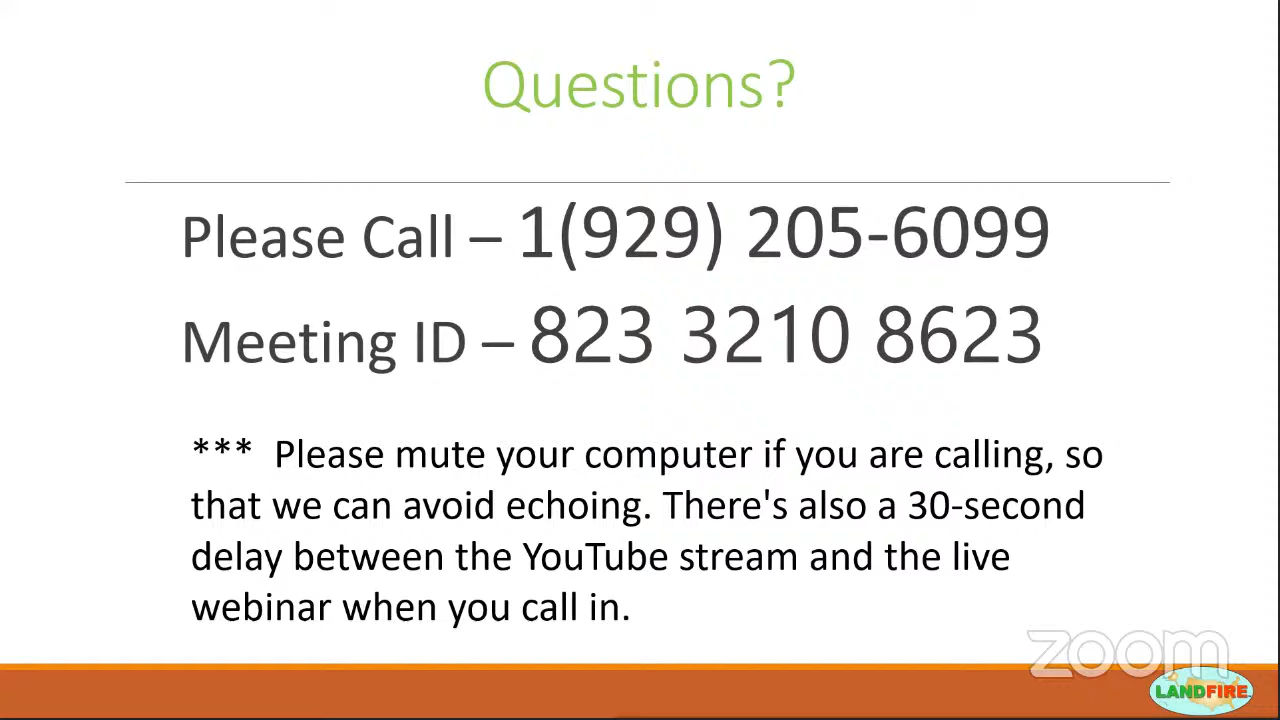 Questions?
Please Call – 1(929) 205-6099
Meeting ID – 823 3210 8623
*** Please mute your computer if you are calling, so
that we can avoid echoing. There's also a 30-second
delay between the YouTube stream and the live
webinar when you call in.
zoom
LANDFIRE